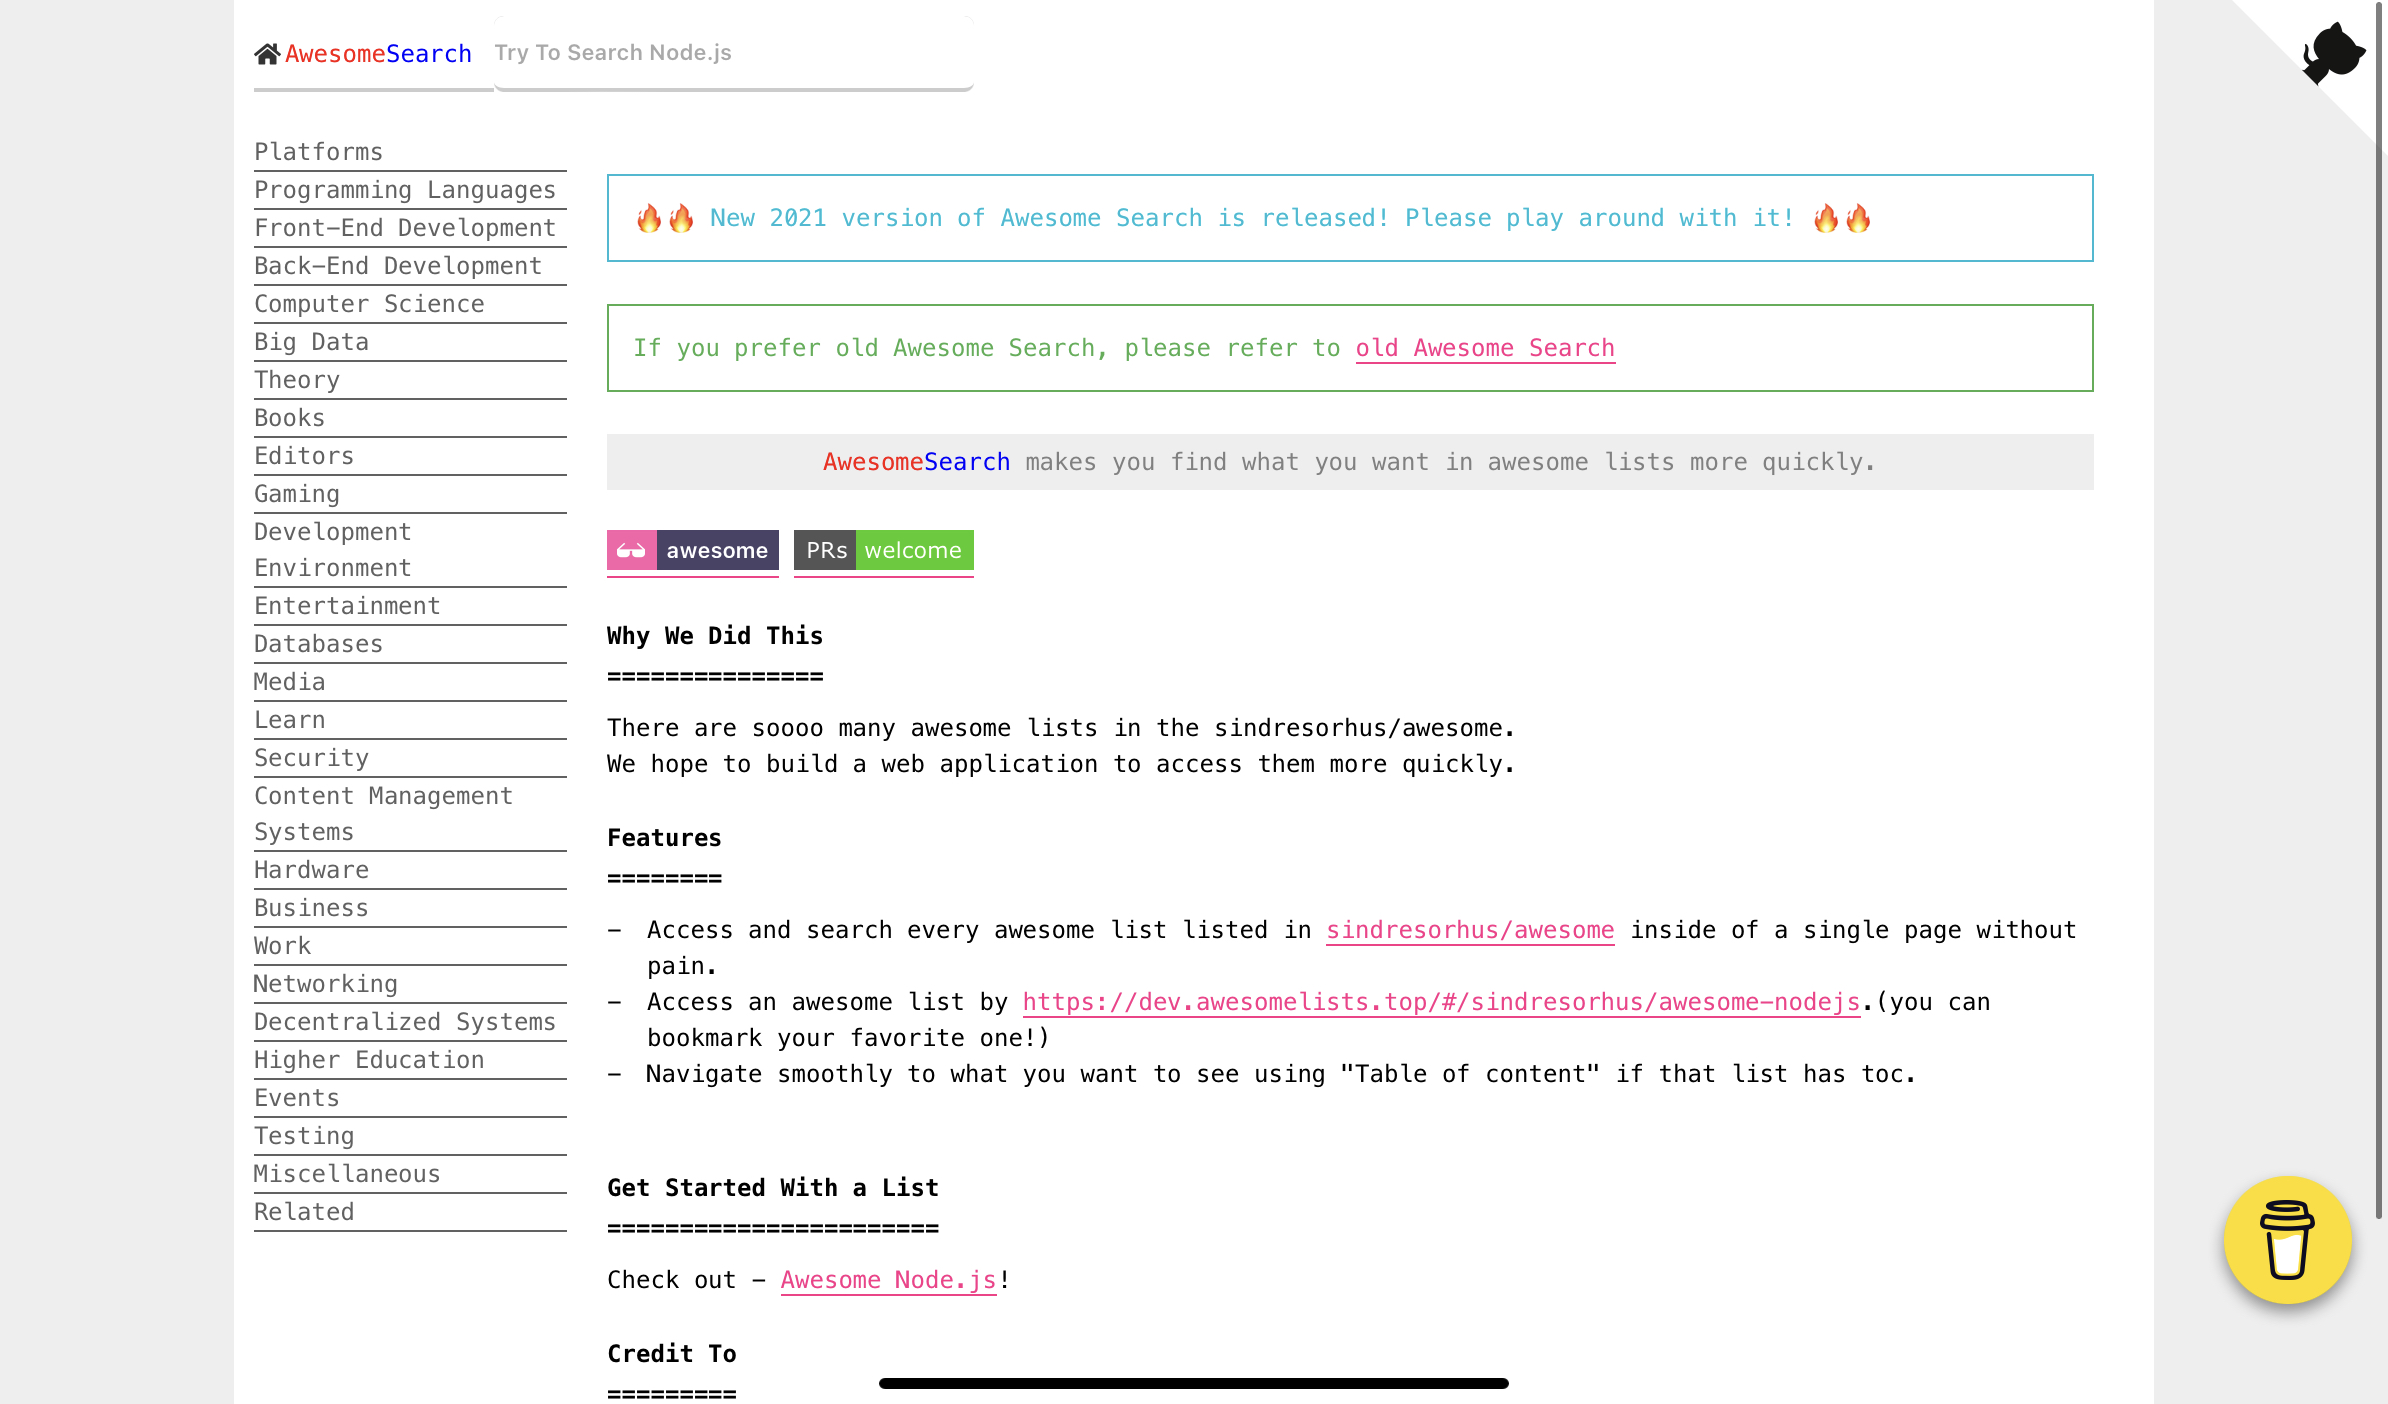 AwesomeSearch
Try To Search Node.js
Platforms
Programming Languages
Front-End Development
Back-End Development
Computer Science
Big Data
Theory
Books
Editors
Gaming
Development
Environment
Entertainment
Databases
Media
Learn
Security
Content Management
Systems
Hardware
Business
Work
Networking
Decentralized Systems
Higher Education
Events
Testing
Miscellaneous
Related
🔥🔥 New 2021 version of Awesome Search is released! Please play around with it! 🔥🔥
If you prefer old Awesome Search, please refer to old Awesome Search
AwesomeSearch makes you find what you want in awesome lists more quickly.
awesome
PRs welcome
Why We Did This
===============
There are soooo many awesome lists in the sindresorhus/awesome.
We hope to build a web application to access them more quickly.
Features
========
- Access and search every awesome list listed in sindresorhus/awesome inside of a single page without
pain.
- Access an awesome list by https://dev.awesomelists.top/#/sindresorhus/awesome-nodejs.(you can
bookmark your favorite one!)
- Navigate smoothly to what you want to see using "Table of content" if that list has toc.
Get Started With a List
=======================
Check out - Awesome Node.js!
Credit To
=========